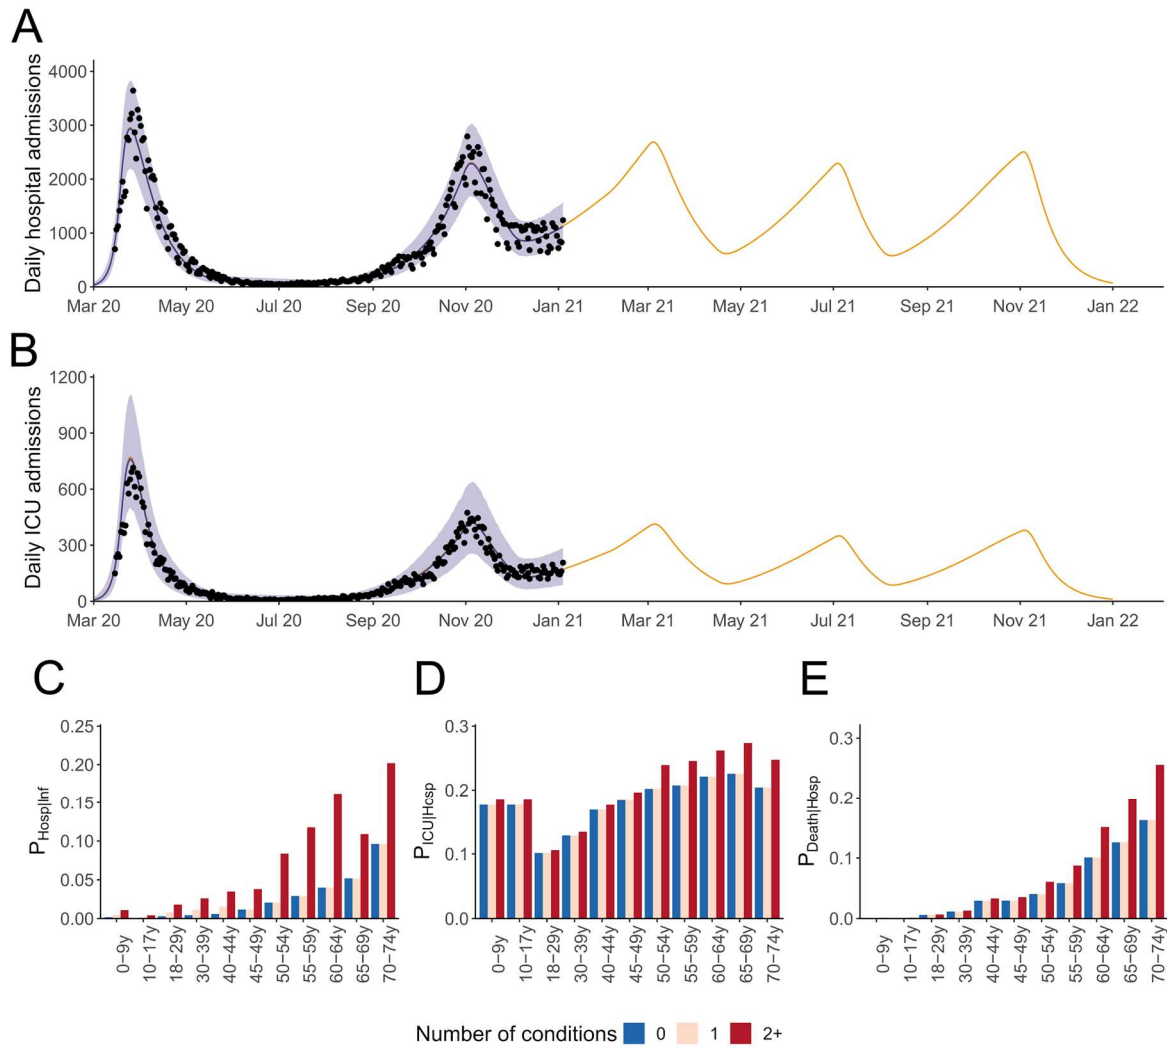 A
Daily hospital admissions
4000
3000
2000
1000
0
Mar 20 May 20 Jul 20 Sep 20 Nov 20 Jan 21 Mar 21 May 21 Jul 21 Sep 21 Nov 21 Jan 22
B
Daily ICU admissions
1200
900
600
300
0
Mar 20 May 20 Jul 20 Sep 20 Nov 20 Jan 21 Mar 21 May 21 Jul 21 Sep 21 Nov 21 Jan 22
C
P Hosp|Inf
0.25
0.20
0.15
0.10
0.05
0.00
0−9y 10−17y 18−29y 30−39y 40−44y 45−49y 50−54y 55−59y 60−64y 65−69y 70−74y
D
P ICU|Hosp
0.3
0.2
0.1
0.0
0−9y 10−17y 18−29y 30−39y 40−44y 45−49y 50−54y 55−59y 60−64y 65−69y 70−74y
E
P Death|Hosp
0.3
0.2
0.1
0.0
0−9y 10−17y 18−29y 30−39y 40−44y 45−49y 50−54y 55−59y 60−64y 65−69y 70−74y
Number of conditions 0 1 2+